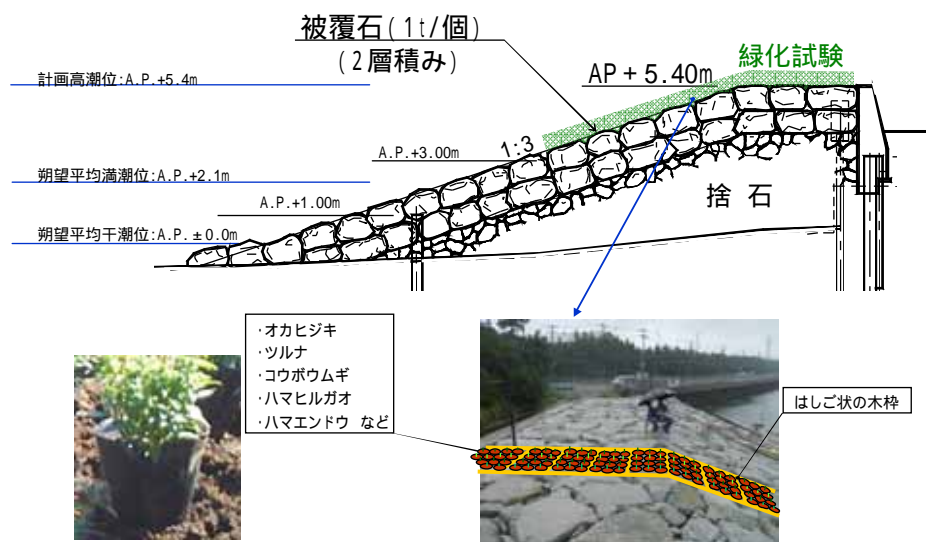 被覆石(1t/個)
(2層積み)
緑化試験
計画高潮位:A.P.+5.4m
AP+5.40m
1:3
A.P.+3.00m
朔望平均満潮位:A.P.+2.1m
捨石
A.P.+1.00m
朔望平均干潮位:A.P.±0.0m
・オカヒジキ
・ツルナ
・コウボウムギ
・ハマヒルガオ
・ハマエンドウ など
はしご状の木枠